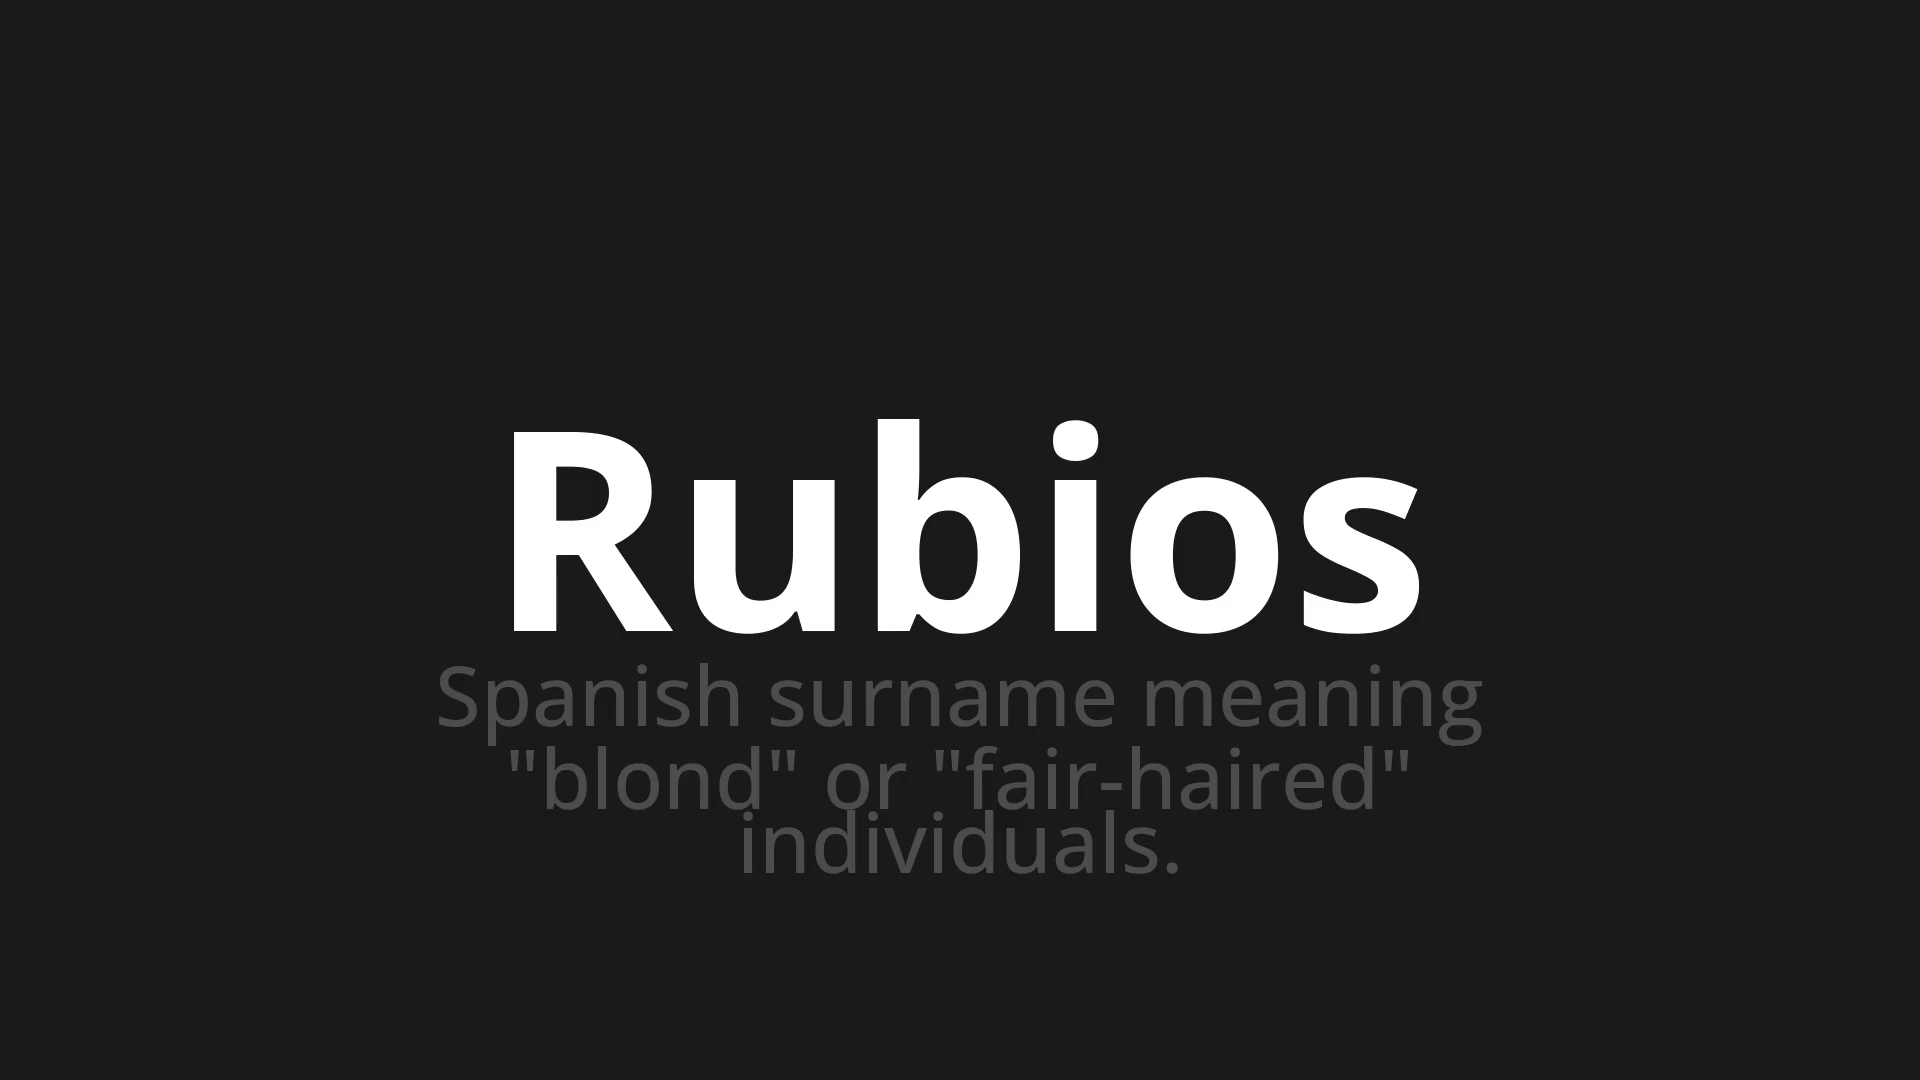 Rubios
Spanish surname meaning
"blond" or "fair-haired"
individuals.